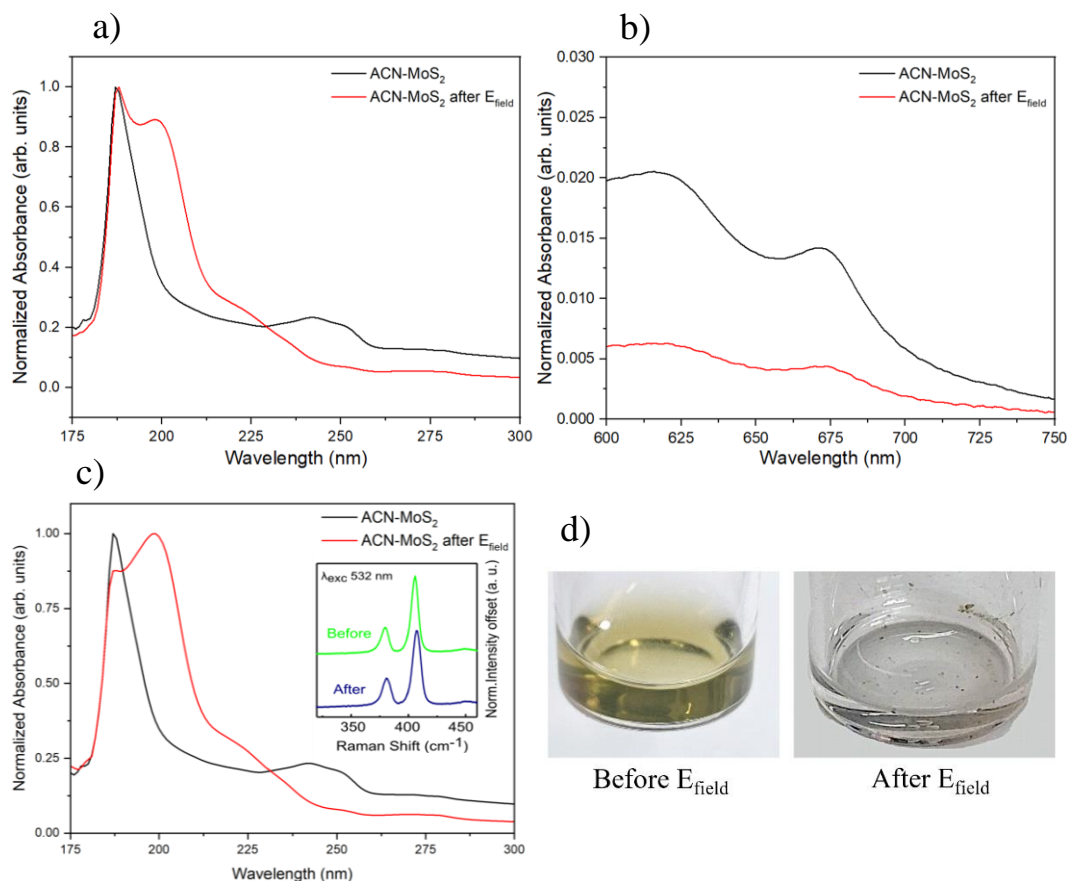 a)
Normalized Absorbance (arb. units)
1.0
0.8
0.6
0.4
0.2
0.0
ACN-MoS₂
ACN-MoS₂ after E_field
175 200 225 250 275 300
Wavelength (nm)
b)
Normalized Absorbance (arb. units)
0.030
0.025
0.020
0.015
0.010
0.005
0.000
ACN-MoS₂
ACN-MoS₂ after E_field
600 625 650 675 700 725 750
Wavelength (nm)
c)
Normalized Absorbance (arb. units)
1.00
0.75
0.50
0.25
0.00
ACN-MoS₂
ACN-MoS₂ after E_field
λexc 532 nm
Before
After
Norm.Intensity offset (a. u.)
350 400 450
Raman Shift (cm⁻¹)
175 200 225 250 275 300
Wavelength (nm)
d)
Before E_field
After E_field